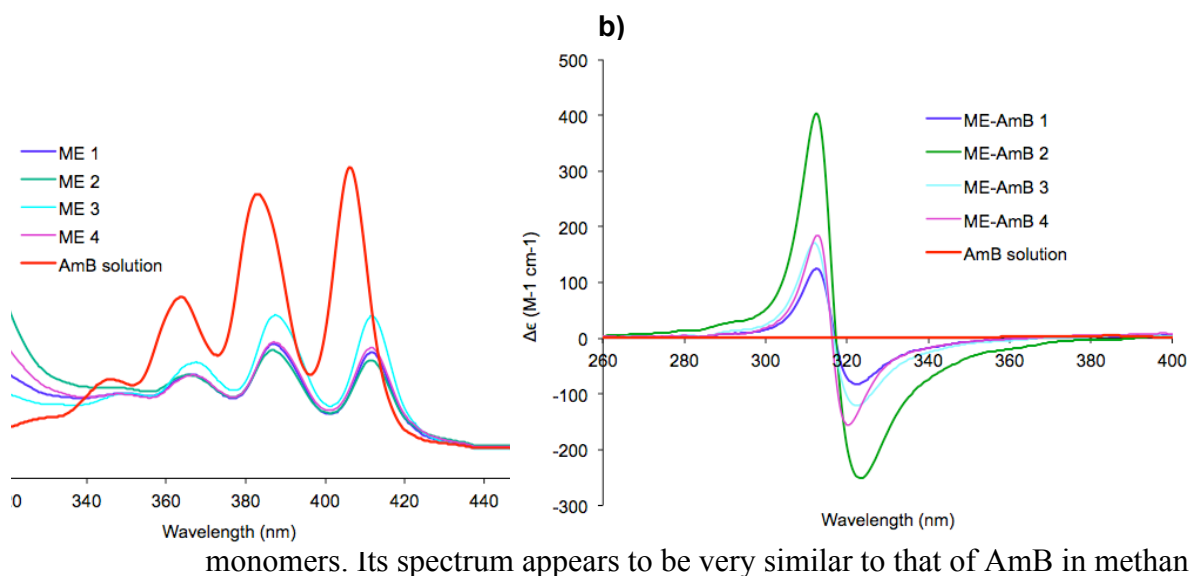 b)
ME 1
ME 2
ME 3
ME 4
AmB solution
340 360 380 400 420 440
Wavelength (nm)
500
400
300
200
100
0
-100
-200
-300
Δε (M-1 cm-1)
260 280 300 320 340 360 380 400
ME-AmB 1
ME-AmB 2
ME-AmB 3
ME-AmB 4
AmB solution
Wavelength (nm)
monomers. Its spectrum appears to be very similar to that of AmB in methan